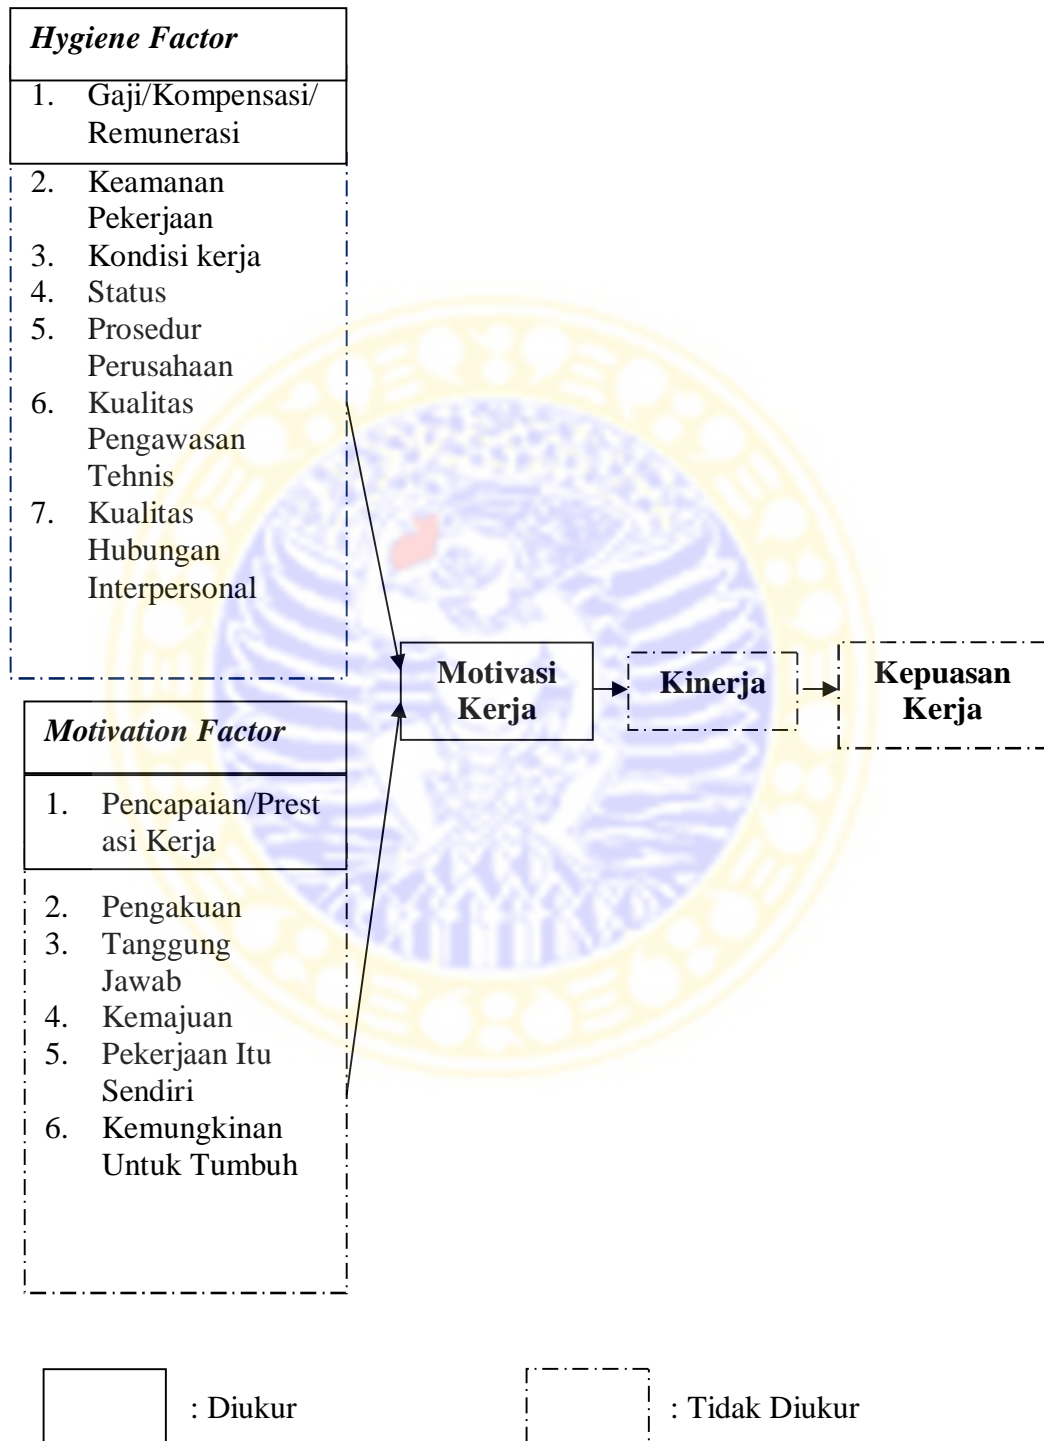 Hygiene Factor
1. Gaji/Kompensasi/
Remunerasi
2. Keamanan
Pekerjaan
3. Kondisi kerja
4. Status
5. Prosedur
Perusahaan
6. Kualitas
Pengawasan
Tehnis
7. Kualitas
Hubungan
Interpersonal
Motivation Factor
1. Pencapaian/Prest
asi Kerja
2. Pengakuan
3. Tanggung
Jawab
4. Kemajuan
5. Pekerjaan Itu
Sendiri
6. Kemungkinan
Untuk Tumbuh
Motivasi
Kerja
Kinerja
Kepuasan
Kerja
: Diukur
: Tidak Diukur